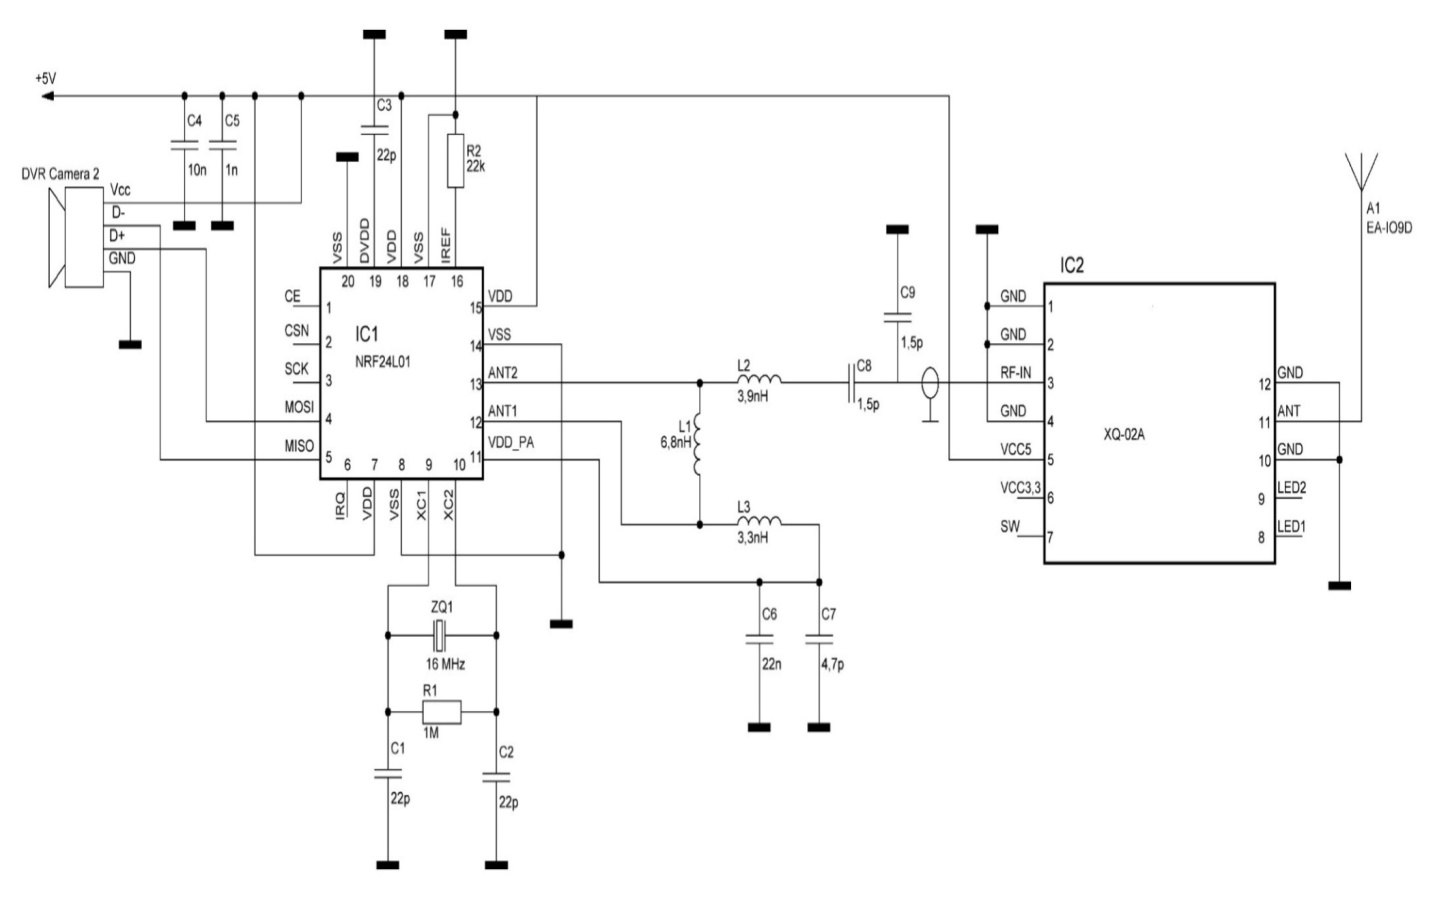 +5V
C4
10n
C5
1n
C3
22p
R2
22k
DVR Camera 2
Vcc
D-
D+
GND
VSS
DVDD
VDD
VSS
IREF
20
19
18
17
16
CE
1
CSN
2
SCK
3
MOSI
4
MISO
5
IC1
NRF24L01
15
VDD
14
VSS
13
ANT2
12
ANT1
11
VDD_PA
6
7
8
9
10
IRQ
VDD
VSS
XC1
XC2
ZQ1
16 MHz
R1
1M
C1
22p
C2
22p
L1
6,8nH
L2
3,9nH
L3
3,3nH
C6
22n
C7
4,7p
C8
1,5p
C9
1,5p
IC2
XQ-02A
GND
1
GND
2
RF-IN
3
GND
4
VCC5
5
VCC3,3
6
SW
7
12
GND
11
ANT
10
GND
9
LED2
8
LED1
A1
EA-IO9D